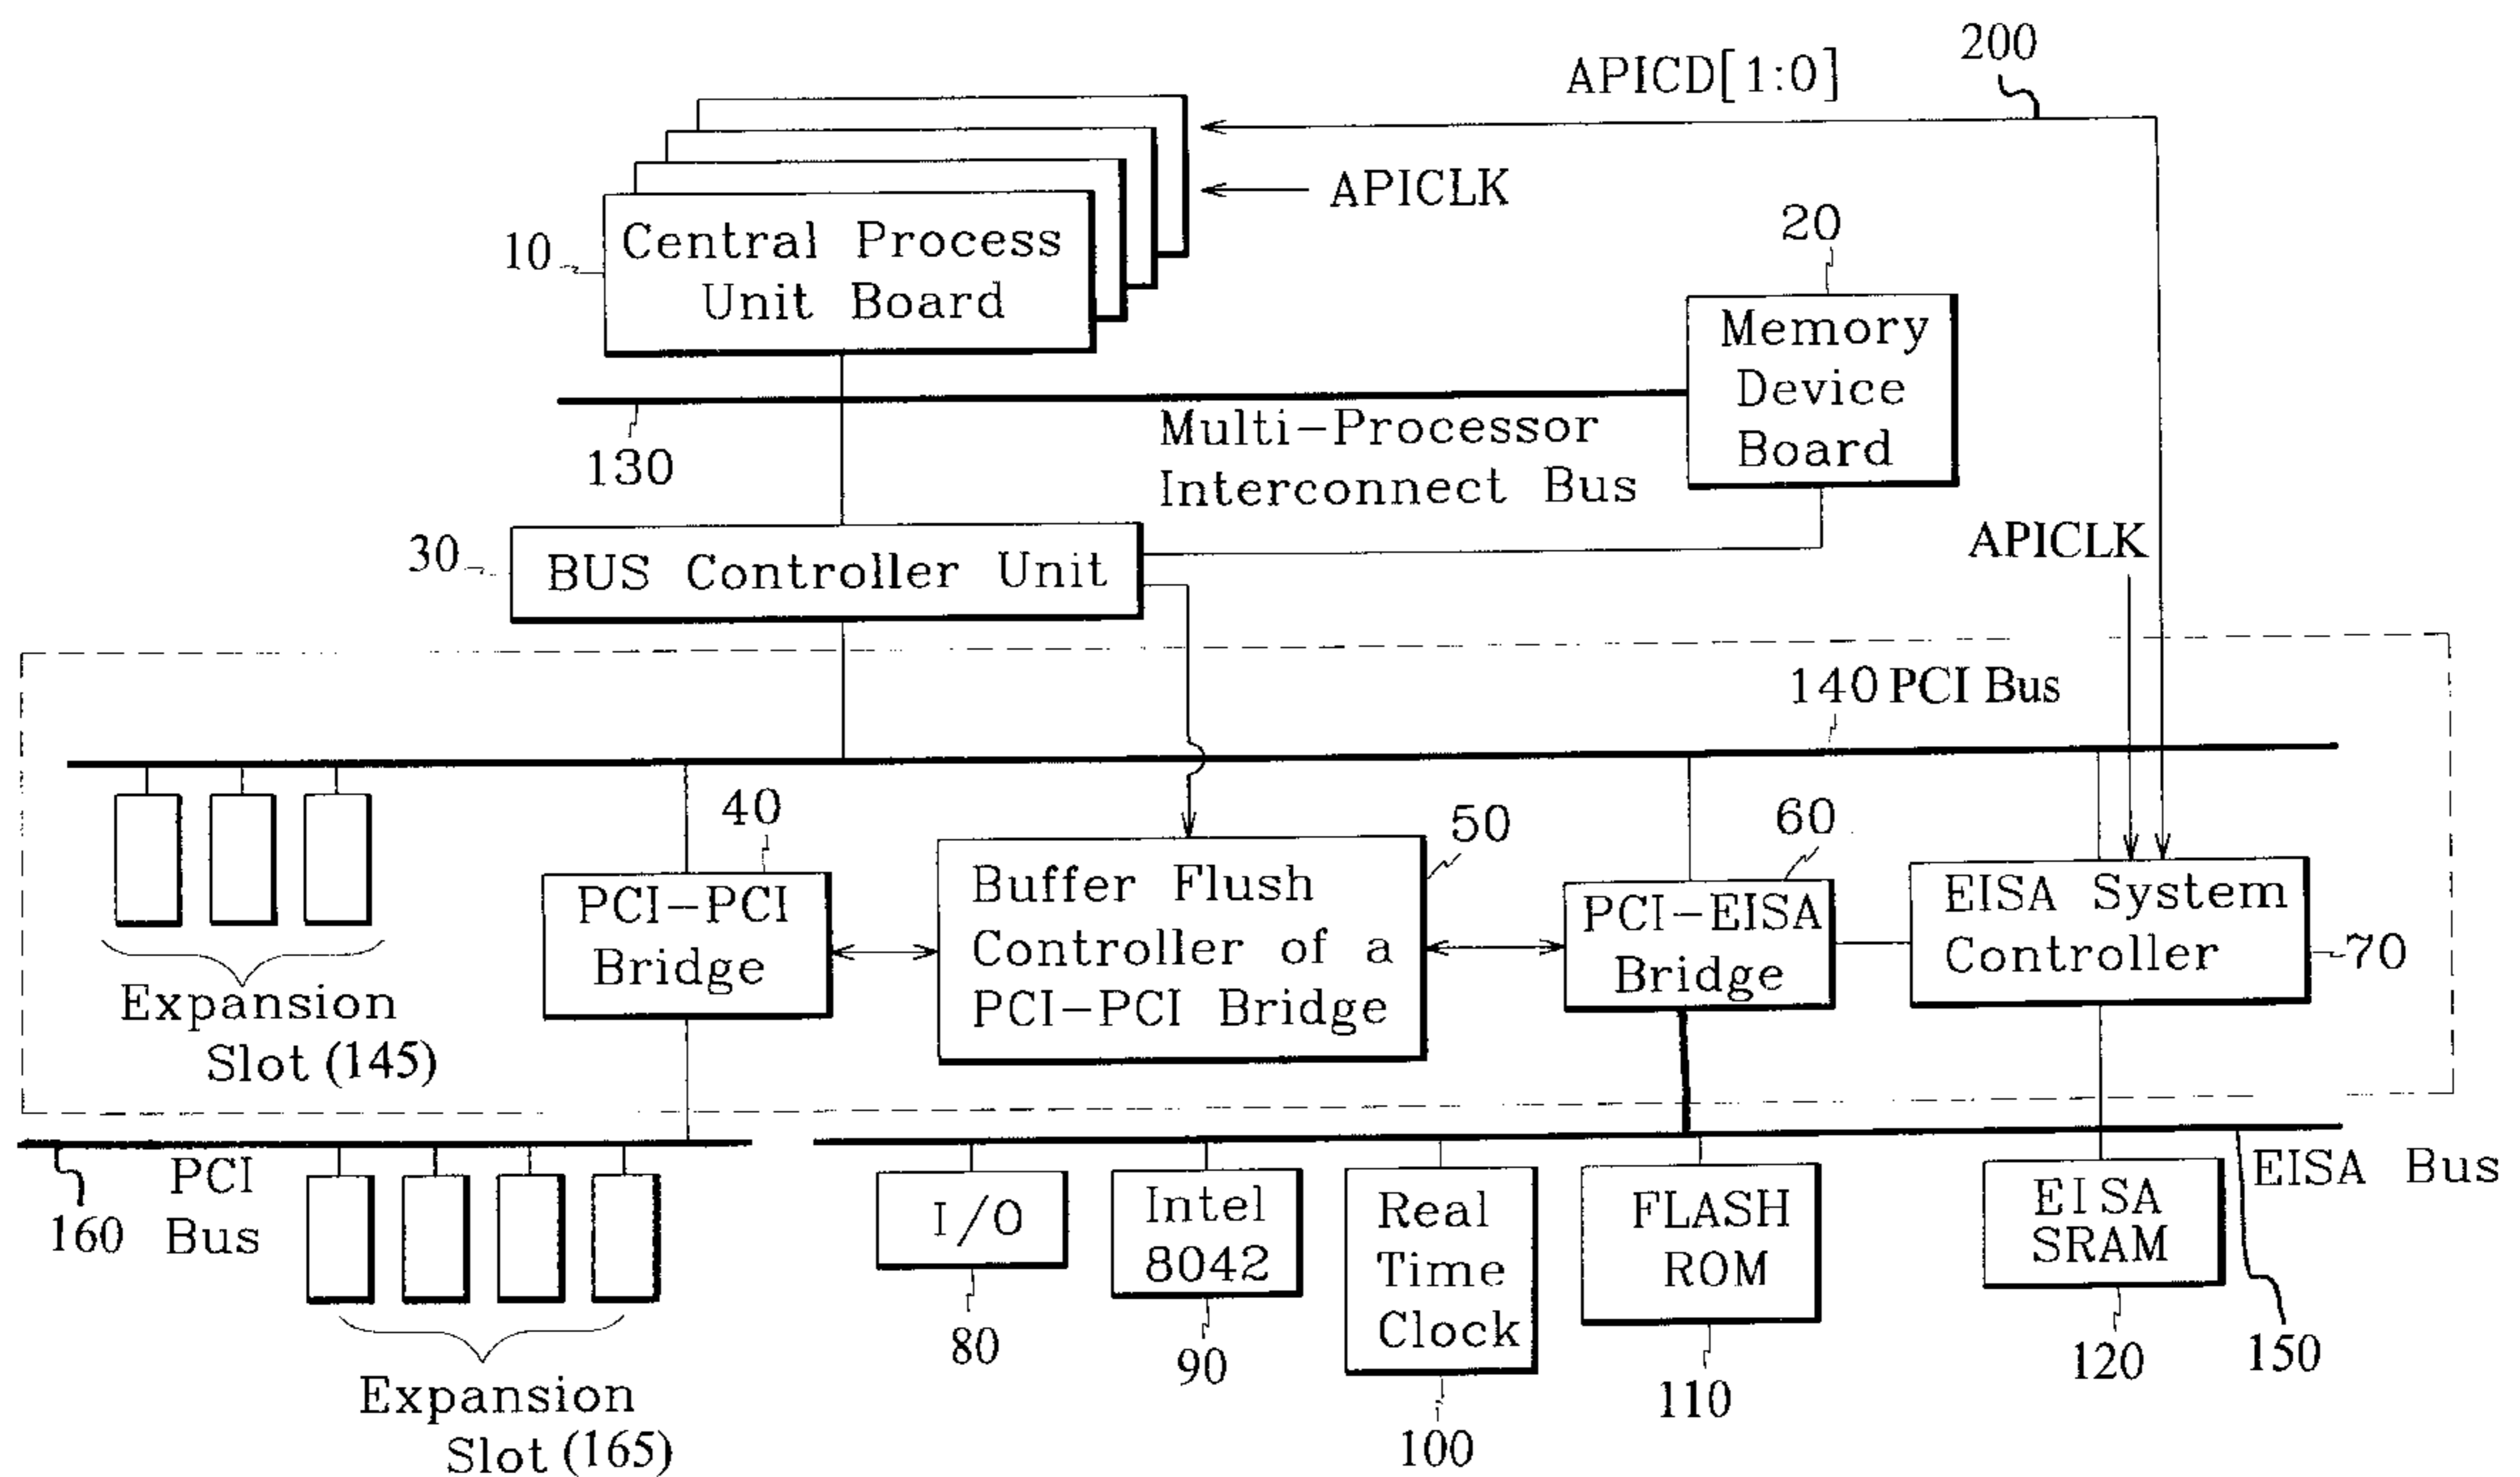 200
APICD[1:0]
APICLK
10
Central Process
Unit Board
20
Memory
Device
Board
130
Multi-Processor
Interconnect Bus
30
BUS Controller Unit
APICLK
140 PCI Bus
40
50
60
PCI-PCI
Bridge
Buffer Flush
Controller of a
PCI-PCI Bridge
PCI-EISA
Bridge
EISA System
Controller
70
Expansion
Slot (145)
160
PCI
Bus
I/O
80
Intel
8042
90
Real
Time
Clock
100
FLASH
ROM
110
EISA
SRAM
120
EISA Bus
150
Expansion
Slot (165)